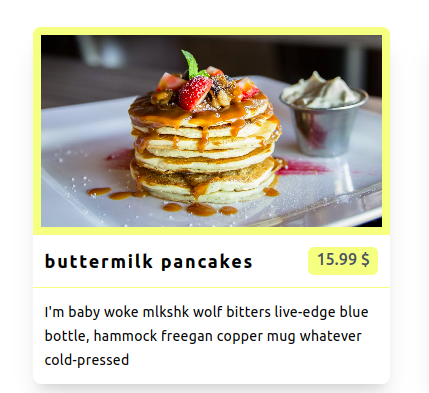 buttermilk pancakes
15.99 $
I'm baby woke mlkshk wolf bitters live-edge blue
bottle, hammock freegan copper mug whatever
cold-pressed